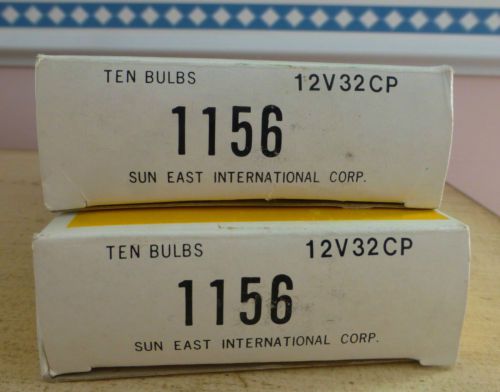 TEN BULBS 12V32CP
1156
SUN EAST INTERNATIONAL CORP.
TEN BULBS 12V32CP
1156
SUN EAST INTERNATIONAL CORP.